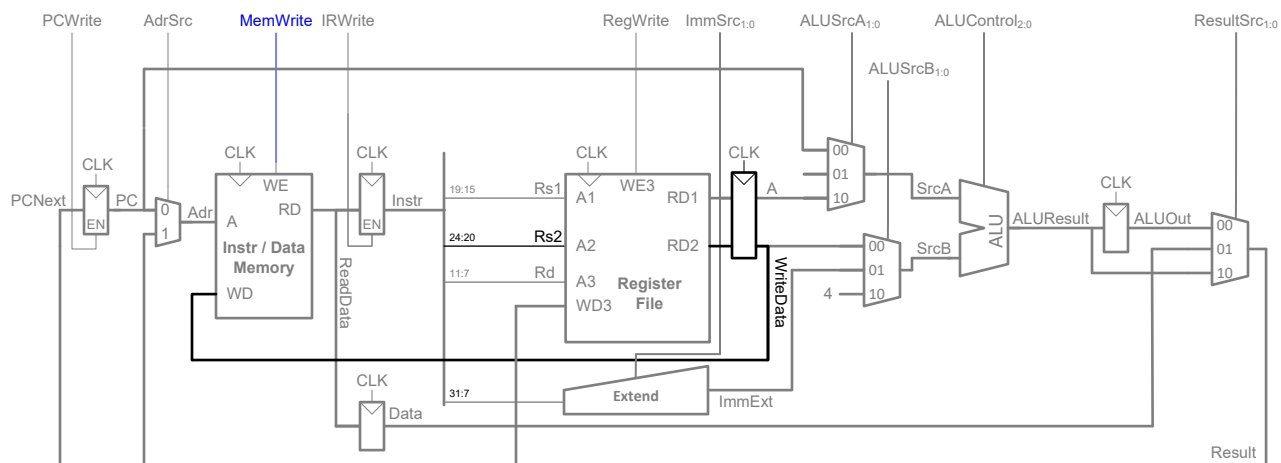 PCWrite AdrSrc MemWrite IRWrite RegWrite ImmSrc1:0 ALUSrcA1:0 ALUControl2:0 ResultSrc1:0
ALUSrcB1:0
CLK CLK CLK CLK CLK 00
WE WE3 01 CLK
PCNext PC 0 Adr A RD Instr 19:15 Rs1 A1 RD1 A 10 SrcA
EN 1 EN ALUResult ALUOut 00
Instr / Data
Memory
24:20 Rs2 A2 RD2 00 SrcB ALU 01
01
11:7 Rd A3 10
WD ReadData Register
File
WD3 WriteData 4 10
CLK 31:7 Extend ImmExt
Data
Result